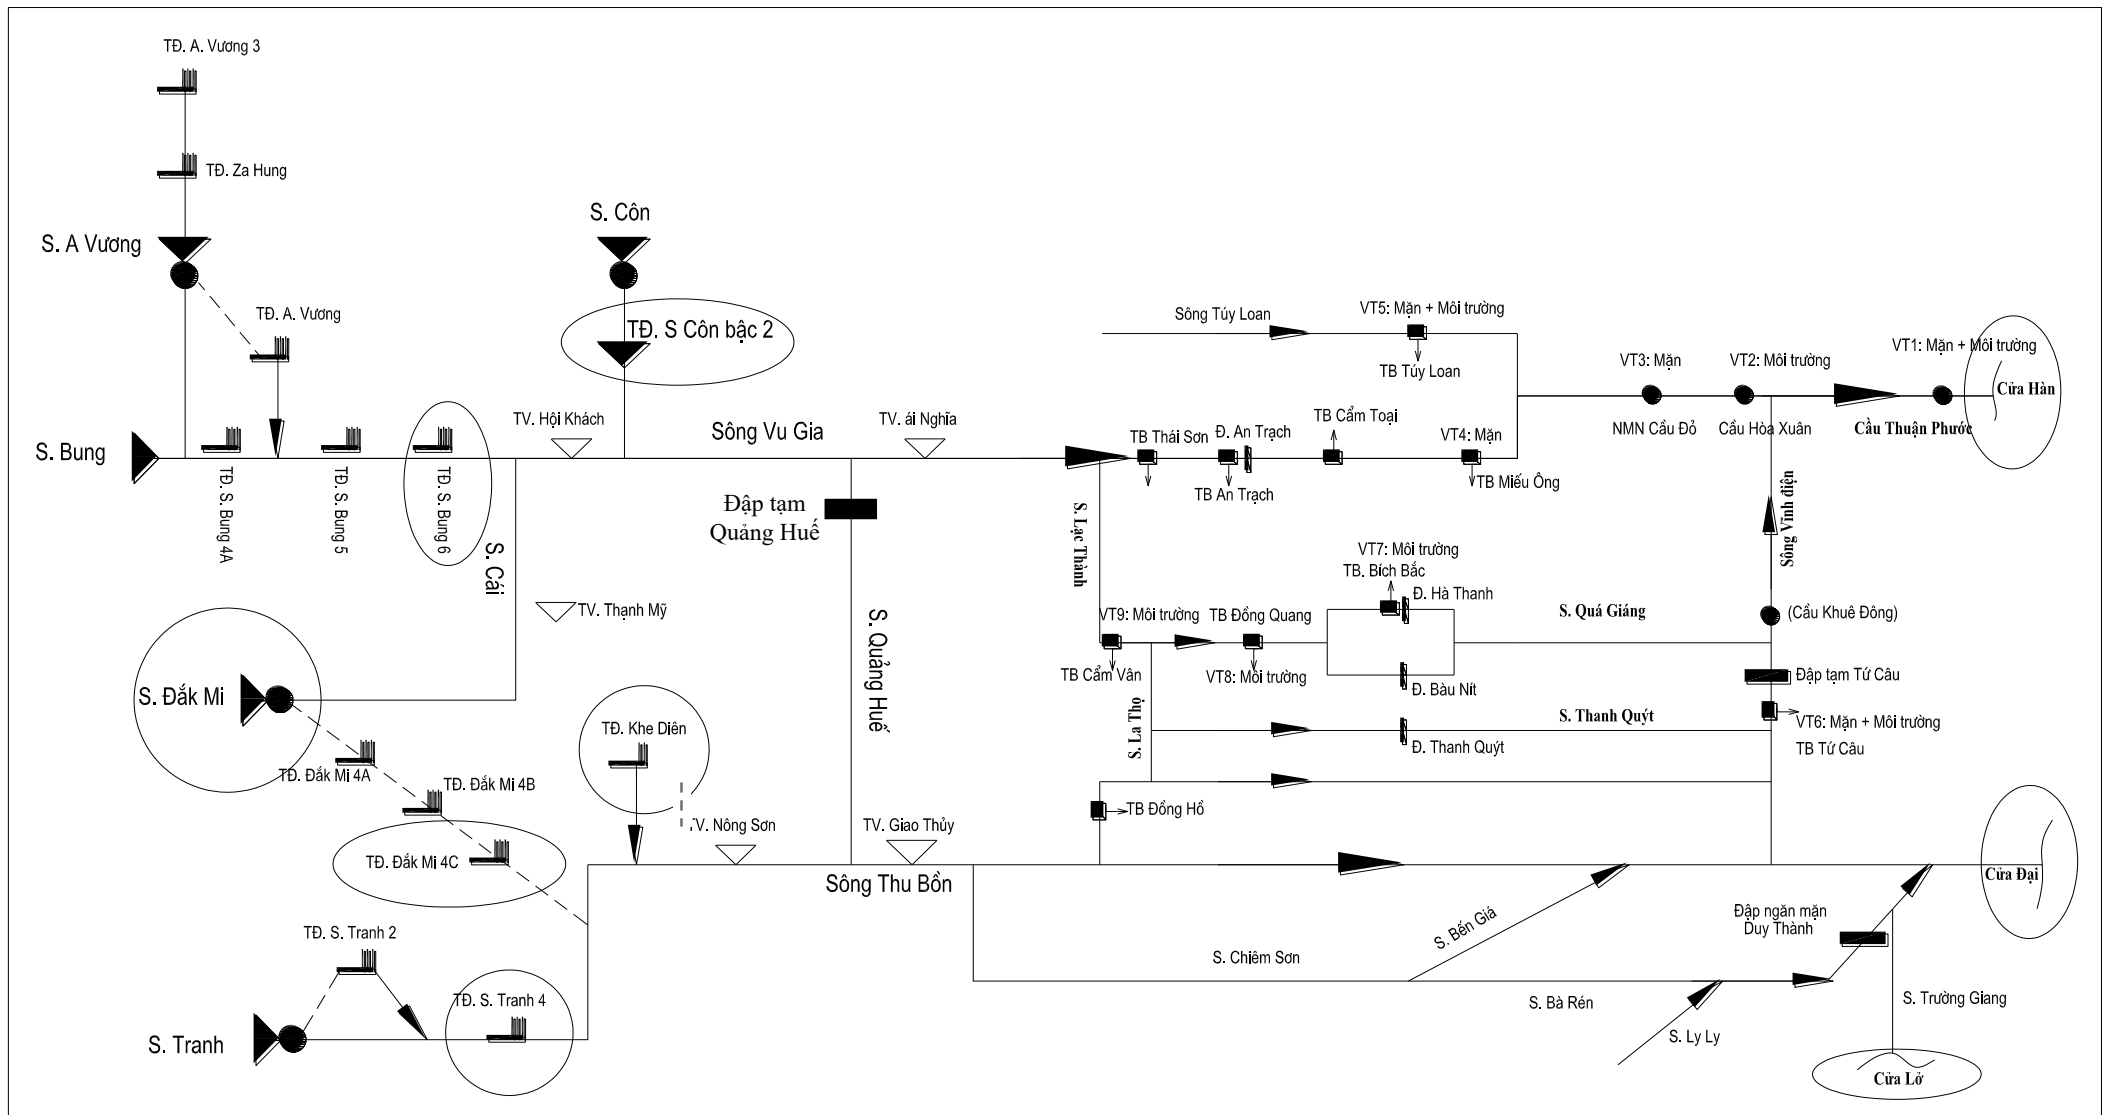 TĐ. A. Vương 3
TĐ. Za Hung
S. A Vương
S. Côn
TĐ. A. Vương
TĐ. S Côn bậc 2
Sông Túy Loan
VT5: Mặn + Môi trường
TB Túy Loan
VT3: Mặn
VT2: Môi trường
VT1: Mặn + Môi trường
Cửa Hàn
NMN Cầu Đỏ
Cầu Hòa Xuân
Cầu Thuận Phước
S. Bung
TĐ. S. Bung 4A
TĐ. S. Bung 5
TĐ. S. Bung 6
TV. Hội Khách
Sông Vu Gia
TV. ái Nghĩa
TB Thái Sơn
Đ. An Trạch
TB An Trạch
TB Cẩm Toại
VT4: Mặn
TB Miếu Ông
Đập tạm
Quảng Huế
S. Cái
S. Lạc Thành
Sông Vĩnh điện
TV. Thạnh Mỹ
S. Quảng Huế
VT7: Môi trường
TB. Bích Bắc
Đ. Hà Thanh
VT9: Môi trường
TB Đồng Quang
S. Quá Giáng
(Cầu Khuê Đông)
TB Cẩm Vân
VT8: Môi trường
Đ. Bàu Nít
Đập tạm Tứ Câu
S. Đắk Mi
S. La Thọ
S. Thanh Quýt
Đ. Thanh Quýt
VT6: Mặn + Môi trường
TB Tứ Câu
TĐ. Khe Diên
TĐ. Đắk Mi 4A
TĐ. Đắk Mi 4B
TĐ. Đắk Mi 4C
TV. Nông Sơn
TV. Giao Thủy
TB Đồng Hồ
Sông Thu Bồn
Cửa Đại
TĐ. S. Tranh 2
S. Bến Giá
Đập ngăn mặn
Duy Thành
S. Chiêm Sơn
TĐ. S. Tranh 4
S. Bà Rén
S. Trường Giang
S. Tranh
S. Ly Ly
Cửa Lở